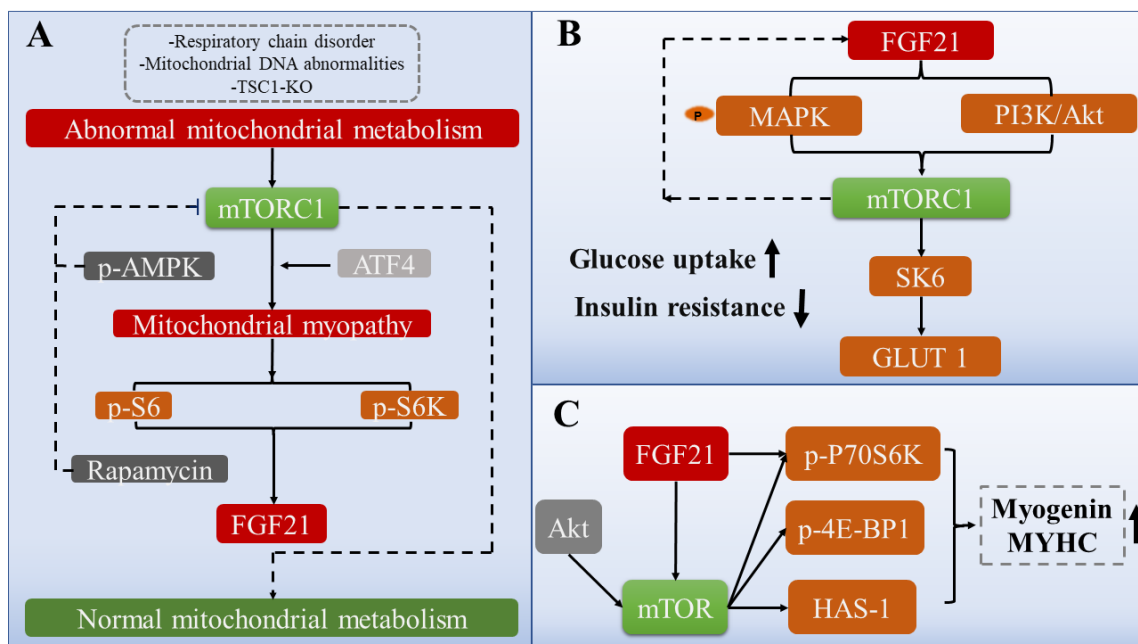 A
-Respiratory chain disorder
-Mitochondrial DNA abnormalities
-TSC1-KO
Abnormal mitochondrial metabolism
mTORC1
p-AMPK
ATF4
Mitochondrial myopathy
p-S6
p-S6K
Rapamycin
FGF21
Normal mitochondrial metabolism
B
FGF21
P
MAPK
PI3K/Akt
mTORC1
Glucose uptake
SK6
Insulin resistance
GLUT 1
C
FGF21
p-P70S6K
Akt
p-4E-BP1
Myogenin
MYHC
mTOR
HAS-1